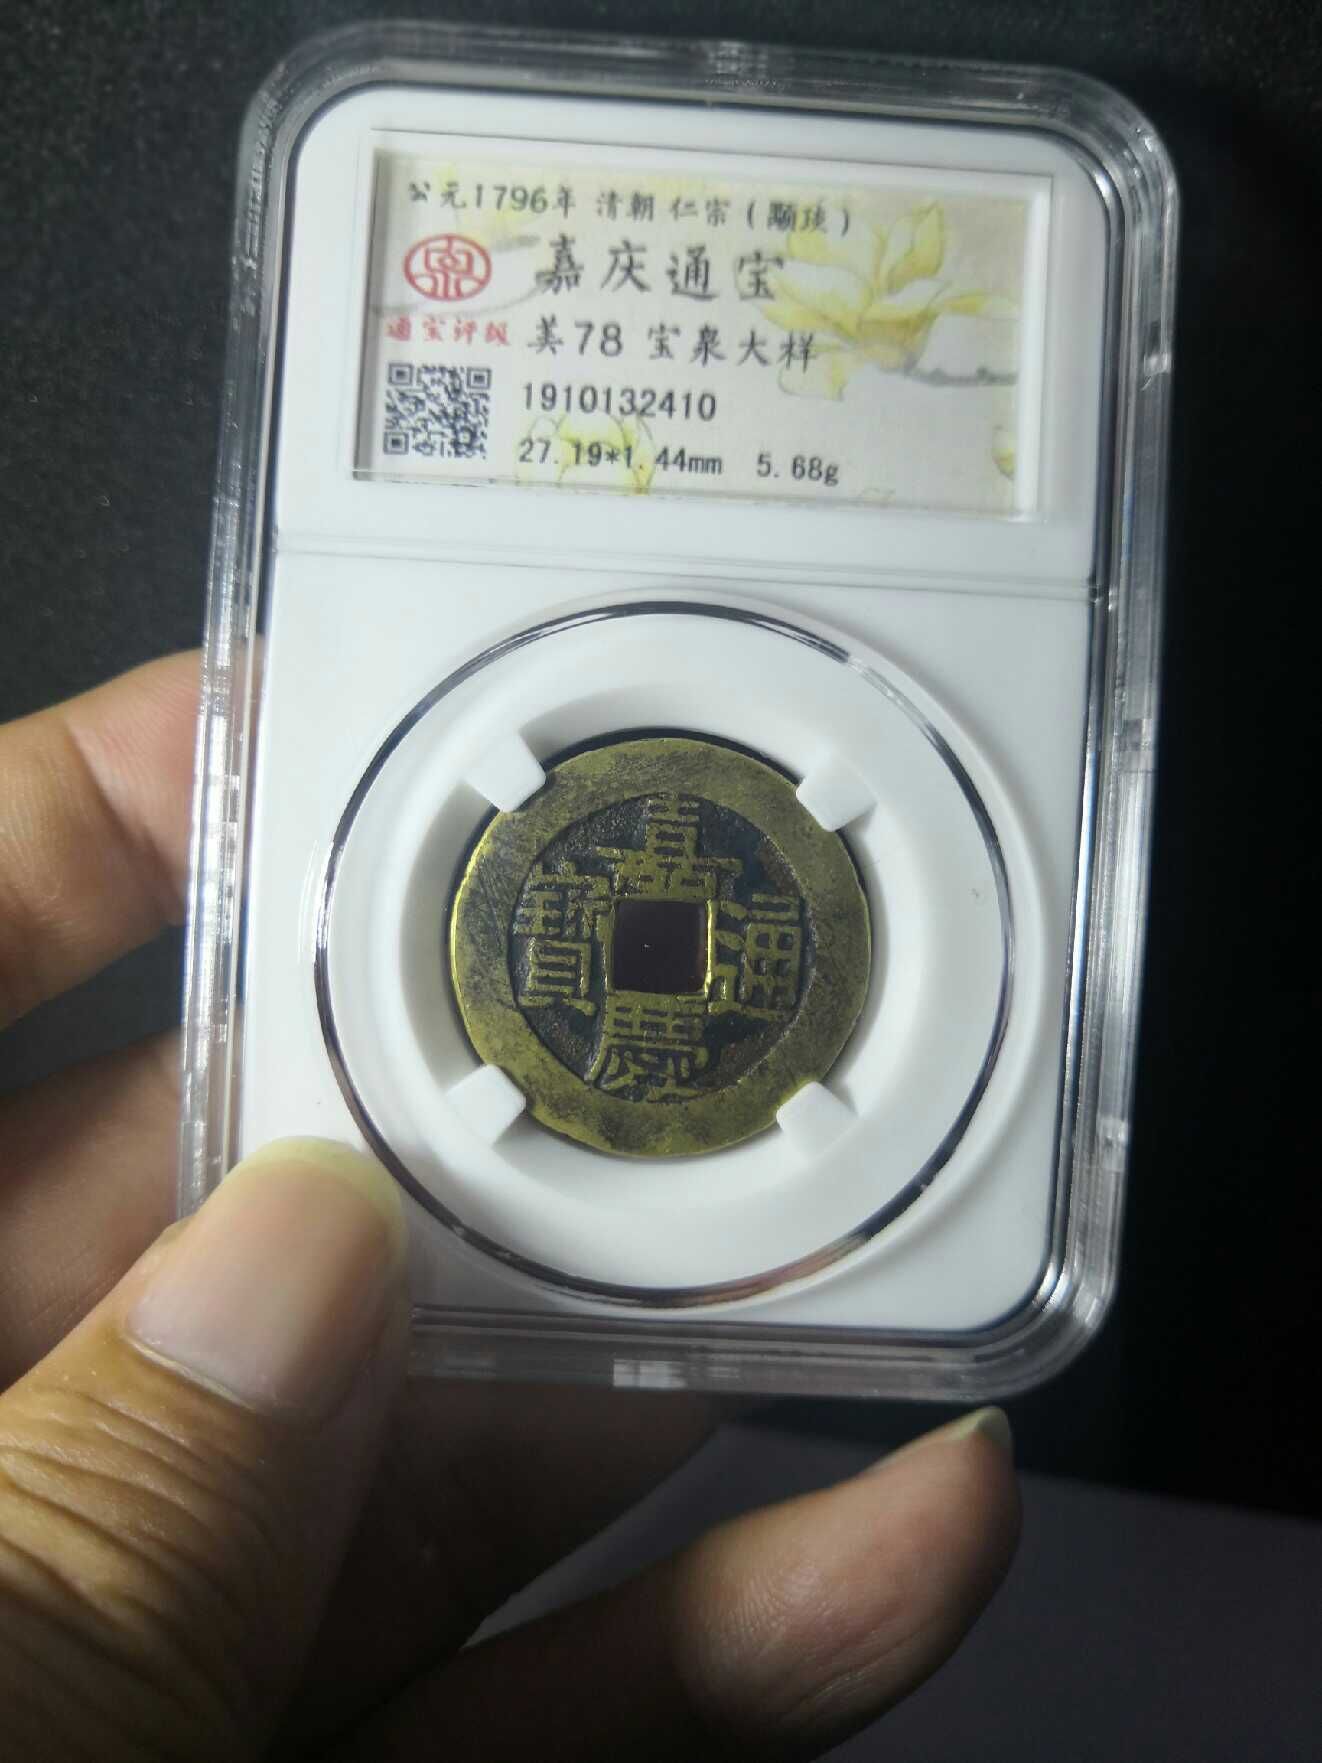 公元1796年 清朝 仁宗（顒琰）
嘉庆通宝
通宝评级
美78 宝泉大样
1910132410
27.19*1.44mm 5.68g
嘉慶通寶